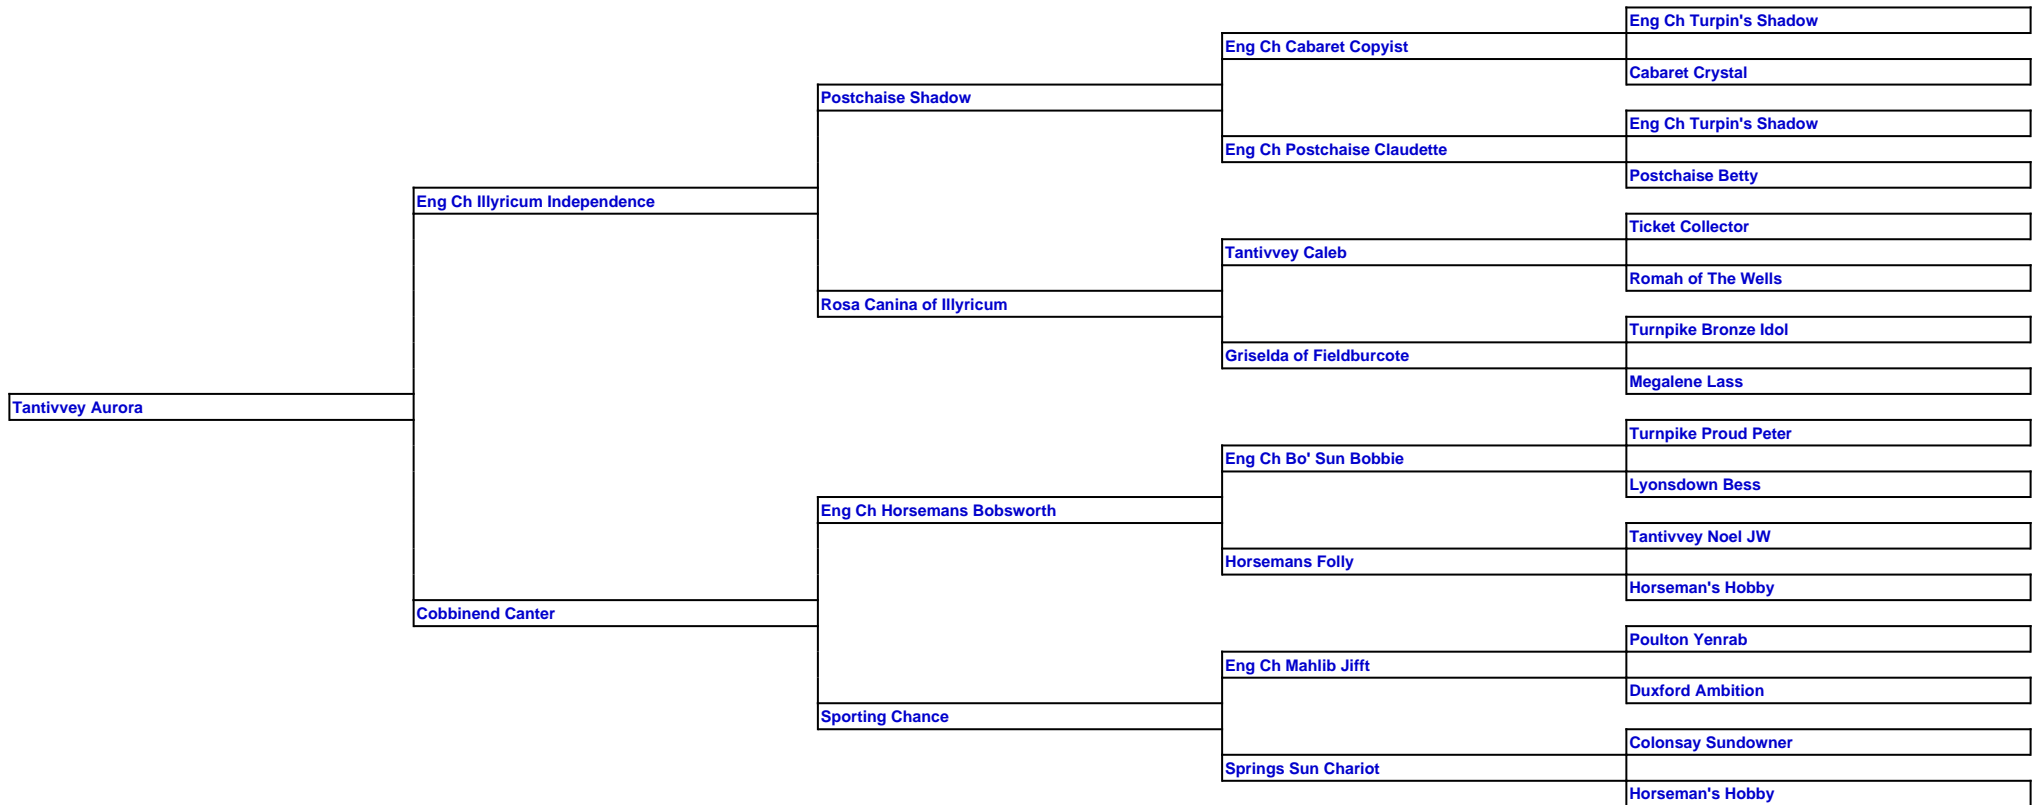 Eng Ch Turpin's Shadow
Eng Ch Cabaret Copyist
Cabaret Crystal
Postchaise Shadow
Eng Ch Turpin's Shadow
Eng Ch Postchaise Claudette
Postchaise Betty
Eng Ch Illyricum Independence
Ticket Collector
Tantivvey Caleb
Romah of The Wells
Rosa Canina of Illyricum
Turnpike Bronze Idol
Griselda of Fieldburcote
Megalene Lass
Tantivvey Aurora
Turnpike Proud Peter
Eng Ch Bo' Sun Bobbie
Lyonsdown Bess
Eng Ch Horsemans Bobsworth
Tantivvey Noel JW
Horsemans Folly
Horseman's Hobby
Cobbinend Canter
Poulton Yenrab
Eng Ch Mahlib Jifft
Duxford Ambition
Sporting Chance
Colonsay Sundowner
Springs Sun Chariot
Horseman's Hobby